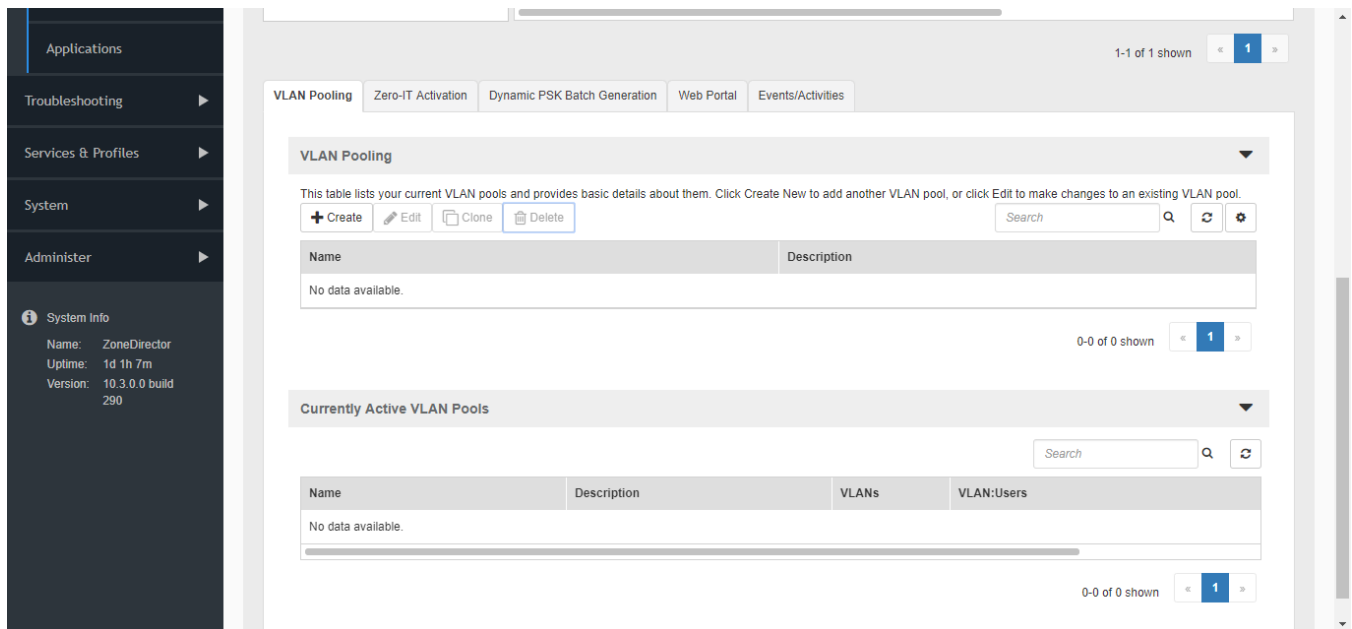 Applications
Troubleshooting
Services & Profiles
System
Administer
System Info
Name: ZoneDirector
Uptime: 1d 1h 7m
Version: 10.3.0.0 build
290
1-1 of 1 shown « 1 »
VLAN Pooling Zero-IT Activation Dynamic PSK Batch Generation Web Portal Events/Activities
VLAN Pooling
This table lists your current VLAN pools and provides basic details about them. Click Create New to add another VLAN pool, or click Edit to make changes to an existing VLAN pool.
Create Edit Clone Delete Search
Name Description
No data available.
0-0 of 0 shown « 1 »
Currently Active VLAN Pools
Search
Name Description VLANs VLAN:Users
No data available.
0-0 of 0 shown « 1 »